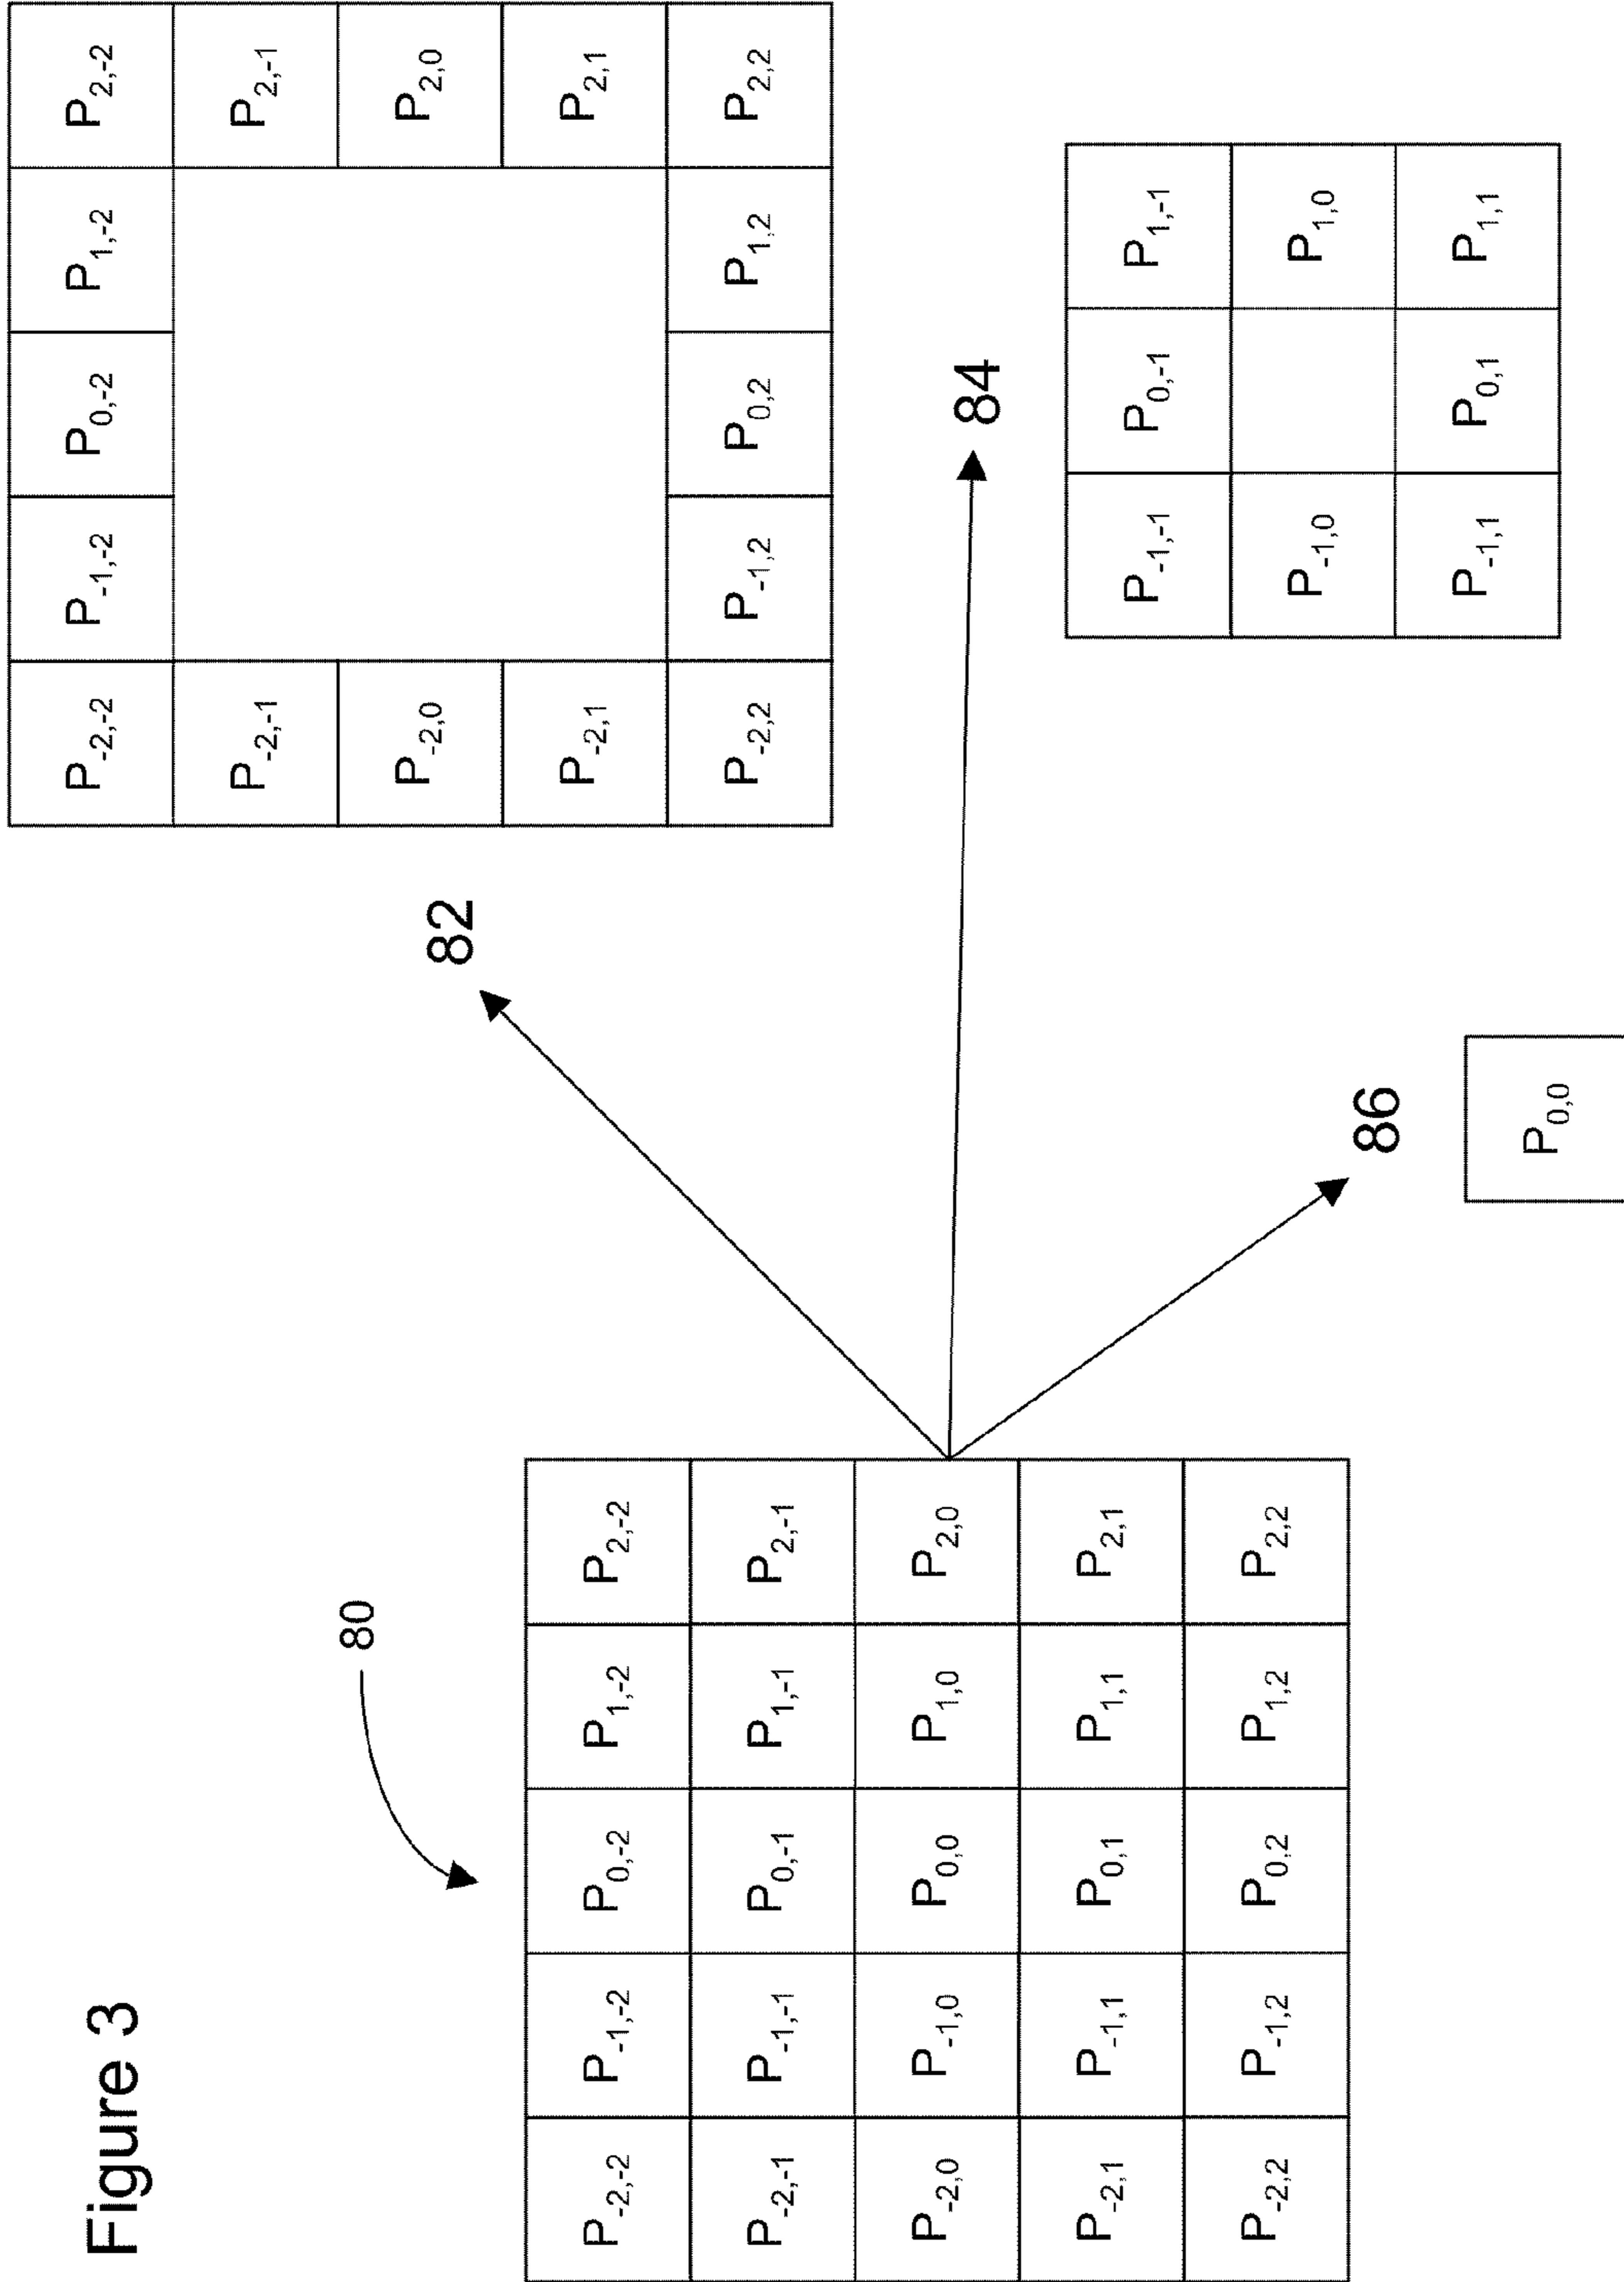 Figure 3
80
P-2,-2 P-1,-2 P0,-2 P1,-2 P2,-2
P-2,-1 P-1,-1 P0,-1 P1,-1 P2,-1
P-2,0 P-1,0 P0,0 P1,0 P2,0
P-2,1 P-1,1 P0,1 P1,1 P2,1
P-2,2 P-1,2 P0,2 P1,2 P2,2
82
P-2,-2 P-1,-2 P0,-2 P1,-2 P2,-2
P-2,-1 P2,-1
P-2,0 P2,0
P-2,1 P2,1
P-2,2 P-1,2 P0,2 P1,2 P2,2
84
P-1,-1 P0,-1 P1,-1
P-1,0 P1,0
P-1,1 P0,1 P1,1
86
P0,0